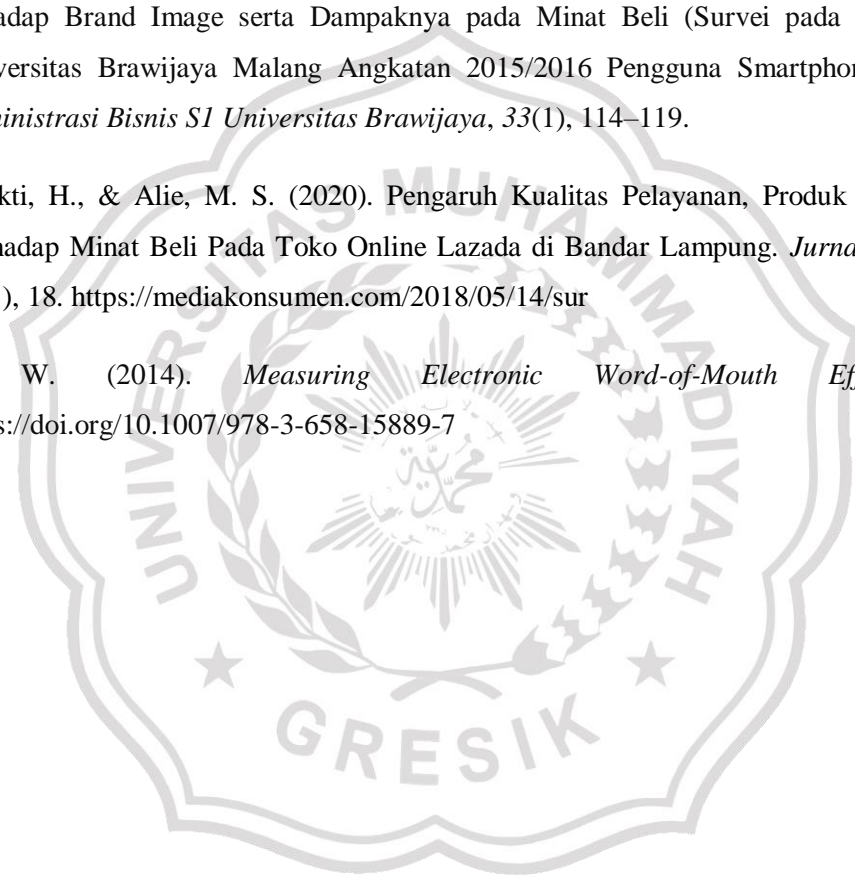 adap Brand Image serta Dampaknya pada Minat Beli (Survei pada
versitas Brawijaya Malang Angkatan 2015/2016 Pengguna Smartphon
ministrasi Bisnis S1 Universitas Brawijaya, 33(1), 114–119.
kti, H., & Alie, M. S. (2020). Pengaruh Kualitas Pelayanan, Produk
hadap Minat Beli Pada Toko Online Lazada di Bandar Lampung. Jurna
), 18. https://mediakonsumen.com/2018/05/14/sur
W. (2014). Measuring Electronic Word-of-Mouth Eff
s://doi.org/10.1007/978-3-658-15889-7
UNIVERSITAS MUHAMMADIYAH
محمد
GRESIK